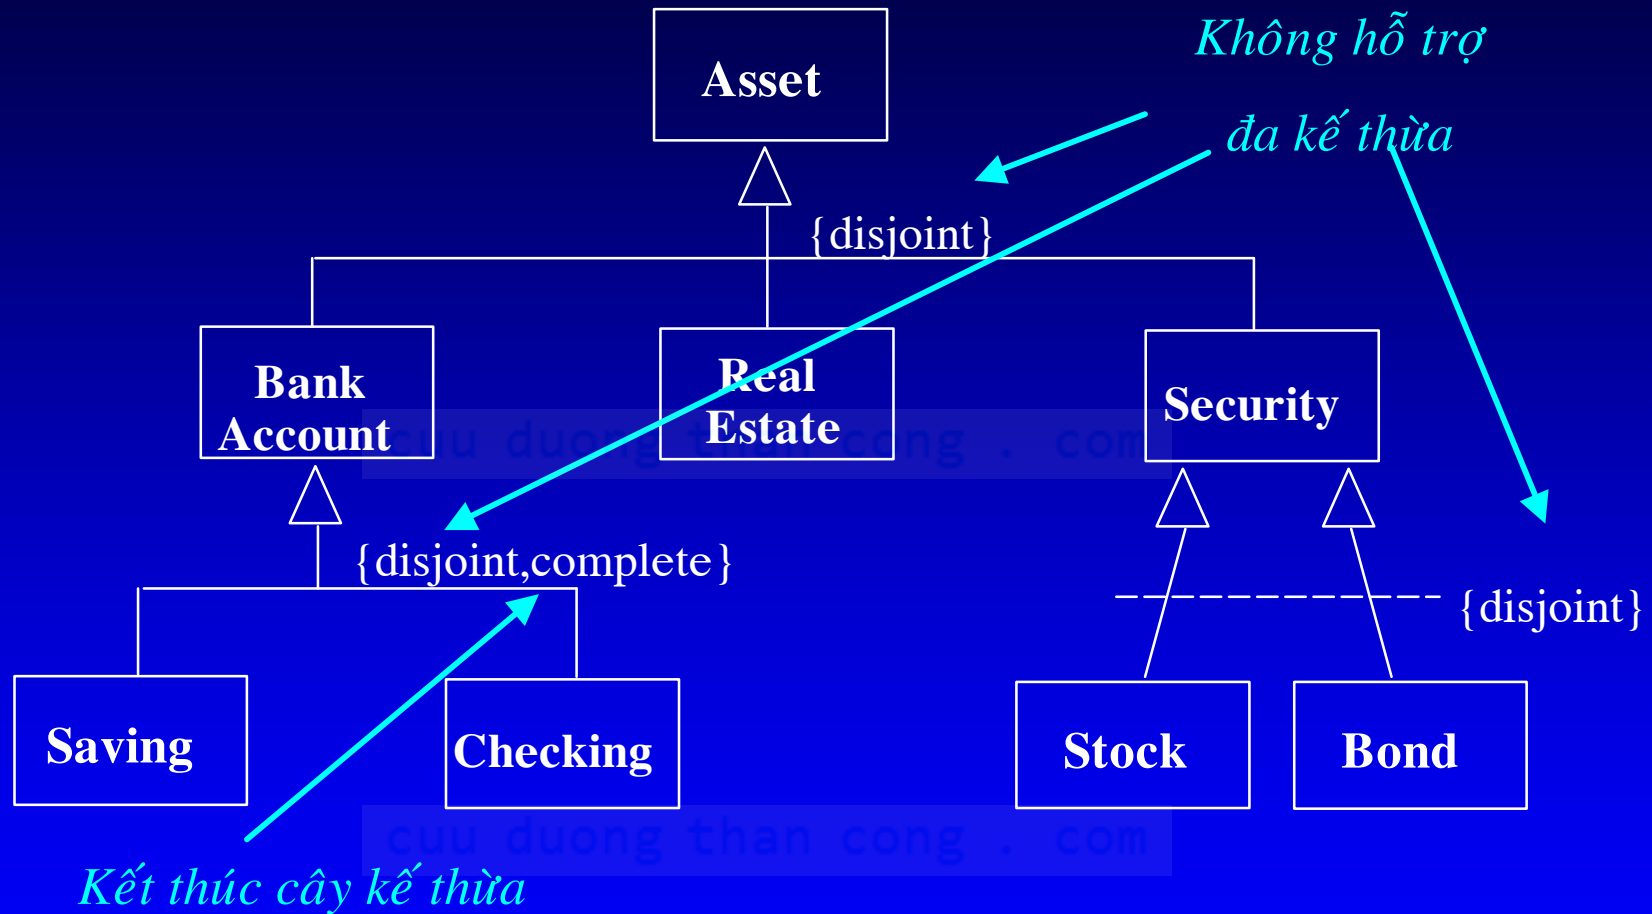 Không hỗ trợ
Asset
đa kế thừa
{disjoint}
Bank
Account
Real
Estate
Security
cuu duong than cong . com
{disjoint,complete}
{disjoint}
Saving
Checking
Stock
Bond
cuu duong than cong . com
Kết thúc cây kế thừa